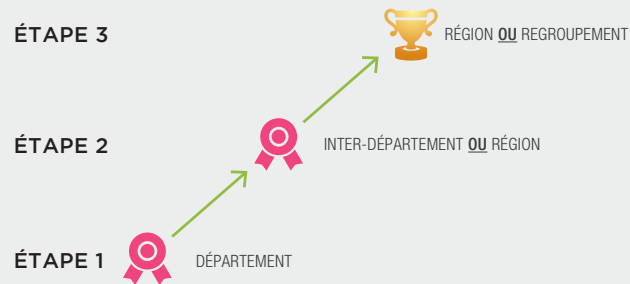 ÉTAPE 3 RÉGION OU REGROUPEMENT
ÉTAPE 2 INTER-DÉPARTEMENT OU RÉGION
ÉTAPE 1 DÉPARTEMENT